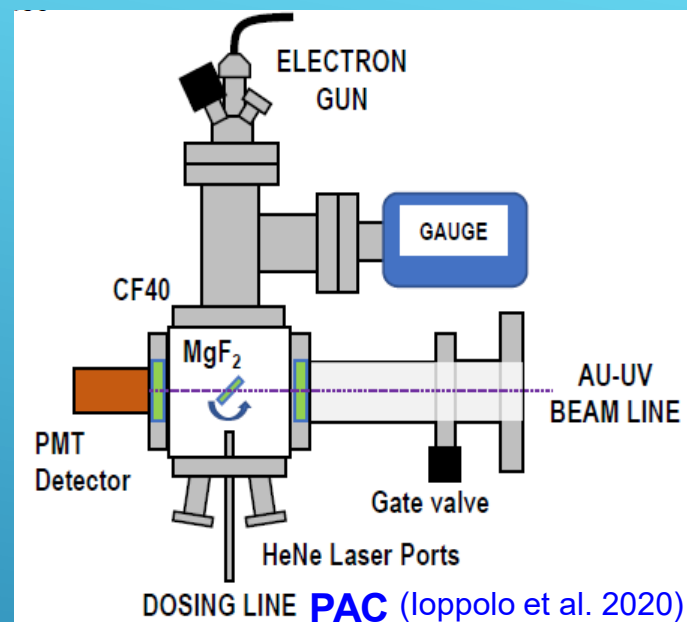 ELECTRON
GUN
GAUGE
CF40
MgF₂
AU-UV
BEAM LINE
PMT
Detector
Gate valve
HeNe Laser Ports
DOSING LINE PAC (Ioppolo et al. 2020)